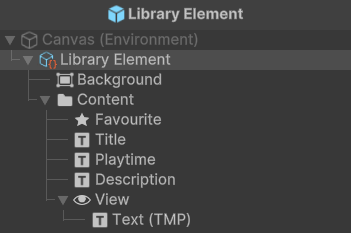 Library Element
Canvas (Environment)
Library Element
Background
Content
Favourite
Title
Playtime
Description
View
Text (TMP)